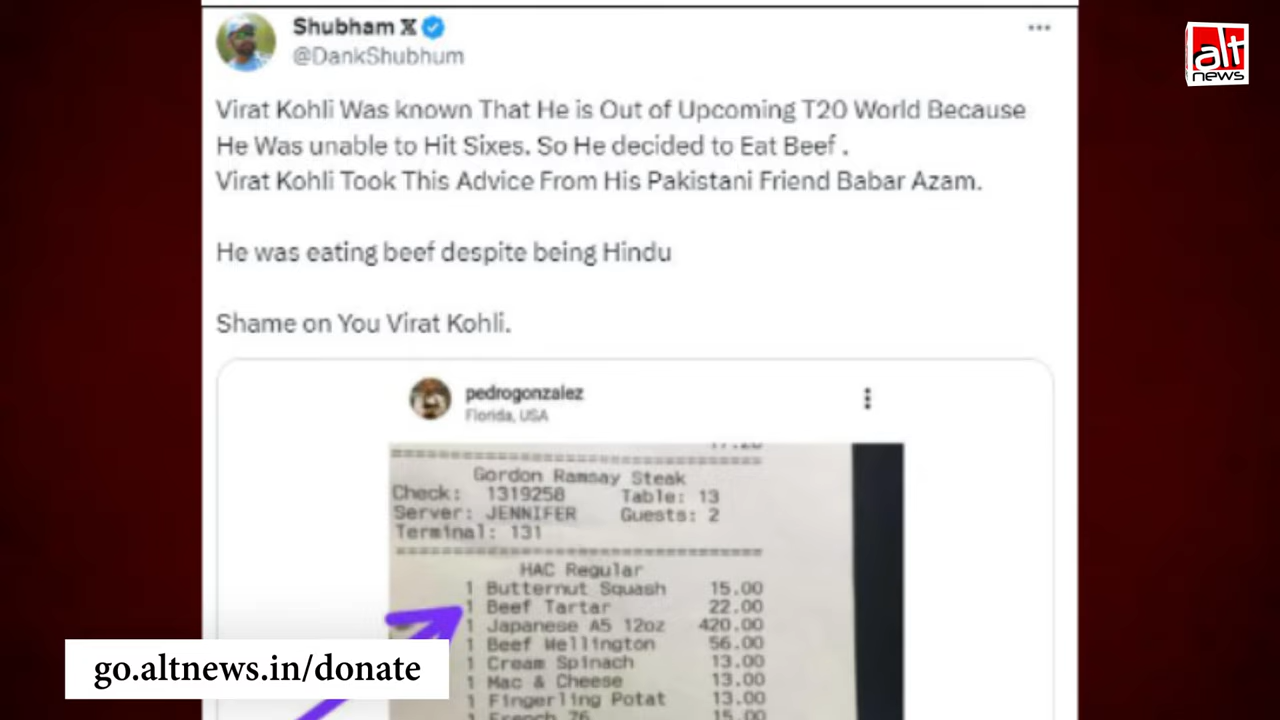 Shubham X
@DankShubhum
alt
news
Virat Kohli Was known That He is Out of Upcoming T20 World Because
He Was unable to Hit Sixes. So He decided to Eat Beef .
Virat Kohli Took This Advice From His Pakistani Friend Babar Azam.
He was eating beef despite being Hindu
Shame on You Virat Kohli.
pedrogonzalez
Florida, USA
Gordon Ramsay Steak
Check: 1319258 Table: 13
Server: JENNIFER Guests: 2
Terminal: 131
HAC Regular
1 Butternut Squash 15.00
1 Beef Tartar 22.00
1 Japanese A5 12oz 420.00
1 Beef Wellington 56.00
1 Cream Spinach 13.00
1 Mac & Cheese 13.00
1 Fingerling Potat 13.00
French 76 15.00
go.altnews.in/donate